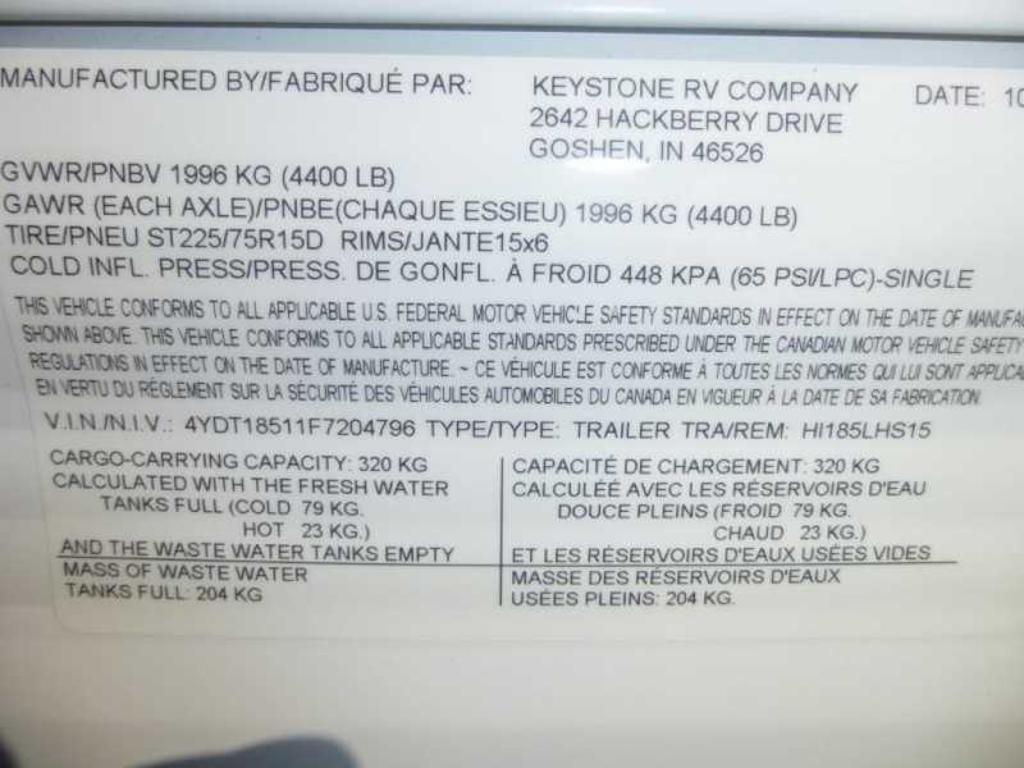 MANUFACTURED BY/FABRIQUÉ PAR: KEYSTONE RV COMPANY DATE: 10
2642 HACKBERRY DRIVE
GOSHEN, IN 46526
GVWR/PNBV 1996 KG (4400 LB)
GAWR (EACH AXLE)/PNBE(CHAQUE ESSIEU) 1996 KG (4400 LB)
TIRE/PNEU ST225/75R15D RIMS/JANTE15x6
COLD INFL. PRESS/PRESS. DE GONFL. À FROID 448 KPA (65 PSI/LPC)-SINGLE
THIS VEHICLE CONFORMS TO ALL APPLICABLE U.S. FEDERAL MOTOR VEHICLE SAFETY STANDARDS IN EFFECT ON THE DATE OF MANUFA
SHOWN ABOVE. THIS VEHICLE CONFORMS TO ALL APPLICABLE STANDARDS PRESCRIBED UNDER THE CANADIAN MOTOR VEHICLE SAFETY
REGULATIONS IN EFFECT ON THE DATE OF MANUFACTURE. ~ CE VÉHICULE EST CONFORME À TOUTES LES NORMES QUI LUI SONT APPLICA
EN VERTU DU RÉGLEMENT SUR LA SÉCURITÉ DES VÉHICULES AUTOMOBILES DU CANADA EN VIGUEUR À LA DATE DE SA FABRICATION.
V.I.N./N.I.V.: 4YDT18511F7204796 TYPE/TYPE: TRAILER TRA/REM: HI185LHS15
CARGO-CARRYING CAPACITY: 320 KG
CALCULATED WITH THE FRESH WATER
TANKS FULL (COLD 79 KG.
HOT 23 KG.)
AND THE WASTE WATER TANKS EMPTY
MASS OF WASTE WATER
TANKS FULL: 204 KG
CAPACITÉ DE CHARGEMENT: 320 KG
CALCULÉE AVEC LES RÉSERVOIRS D'EAU
DOUCE PLEINS (FROID 79 KG.
CHAUD 23 KG.)
ET LES RÉSERVOIRS D'EAUX USÉES VIDES
MASSE DES RÉSERVOIRS D'EAUX
USÉES PLEINS: 204 KG.